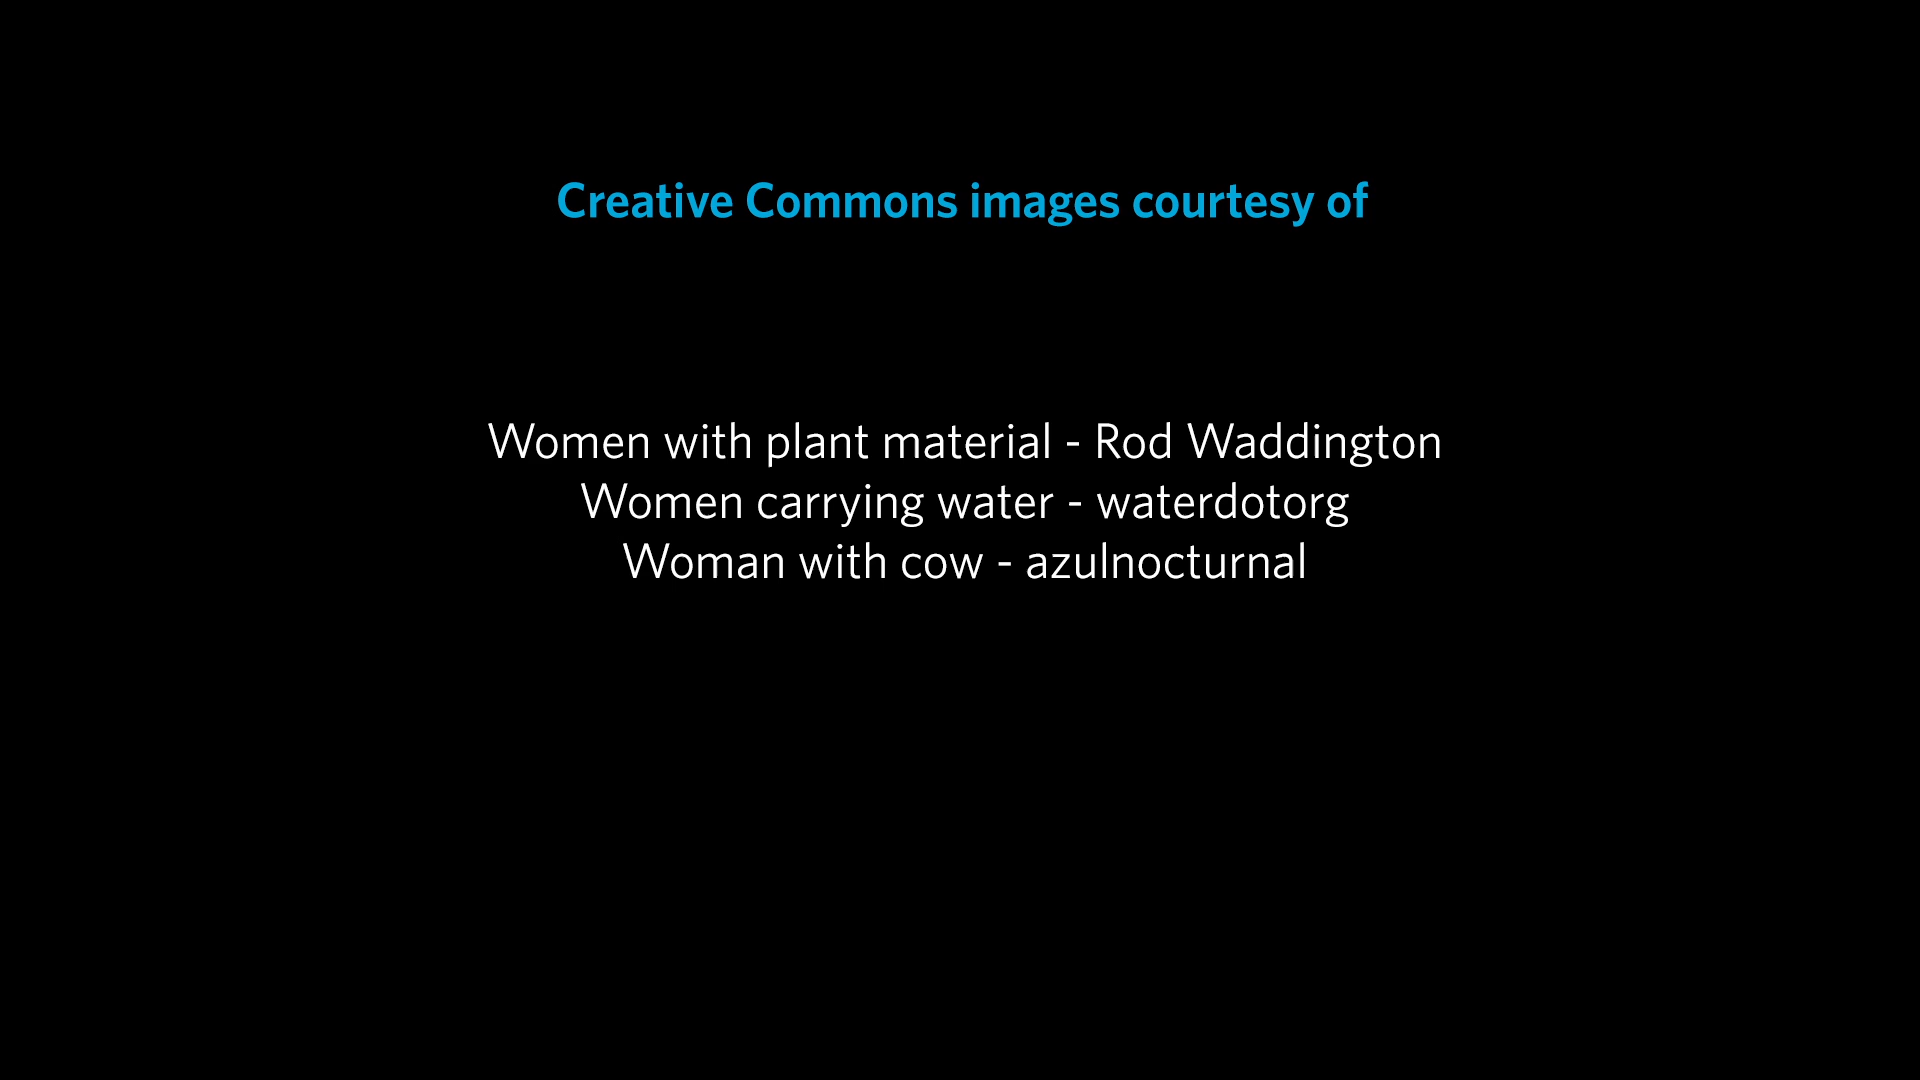 Creative Commons images courtesy of
Women with plant material - Rod Waddington
Women carrying water - waterdotorg
Woman with cow - azulnocturnal